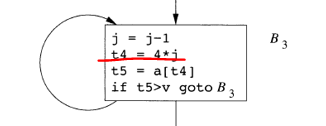 j = j-1
B3
t4 = 4*j
t5 = a[t4]
if t5>v goto B3